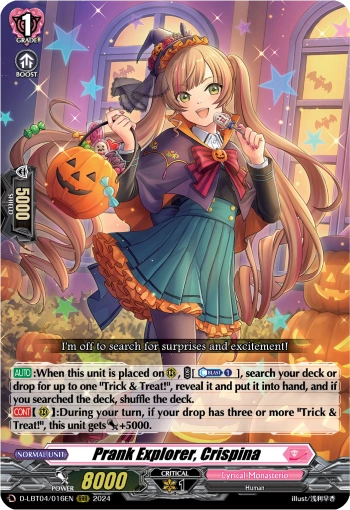 1
GRADE
BOOST
5000
SHIELD
I'm off to search for surprises and excitement!
AUTO:When this unit is placed on , [C-BLAST 1], search your deck or
drop for up to one "Trick & Treat!", reveal it and put it into hand, and if
you searched the deck, shuffle the deck.
CONT[ ]:During your turn, if your drop has three or more "Trick &
Treat!", this unit gets +5000.
NORMAL UNIT
Prank Explorer, Crispina
POWER
8000
CRITICAL
1
Lyrical Monasterio
Human
D-LBT04/016EN RRR 2024
illust/浅利早香